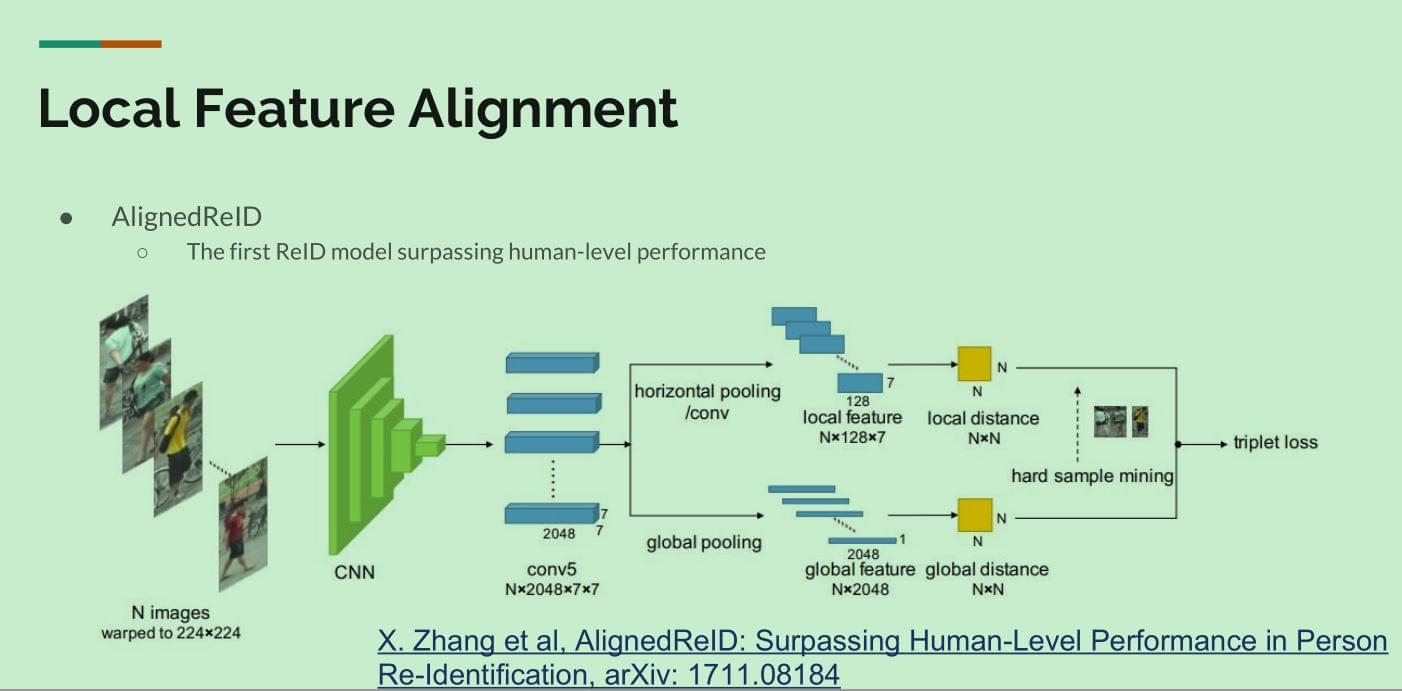 Local Feature Alignment
● AlignedReID
○ The first ReID model surpassing human-level performance
N images
warped to 224×224
CNN
2048
7
7
conv5
N×2048×7×7
horizontal pooling
/conv
global pooling
128
7
local feature
N×128×7
2048
1
global feature
N×2048
N
N
local distance
N×N
N
N
global distance
N×N
hard sample mining
triplet loss
X. Zhang et al, AlignedReID: Surpassing Human-Level Performance in Person
Re-Identification, arXiv: 1711.08184